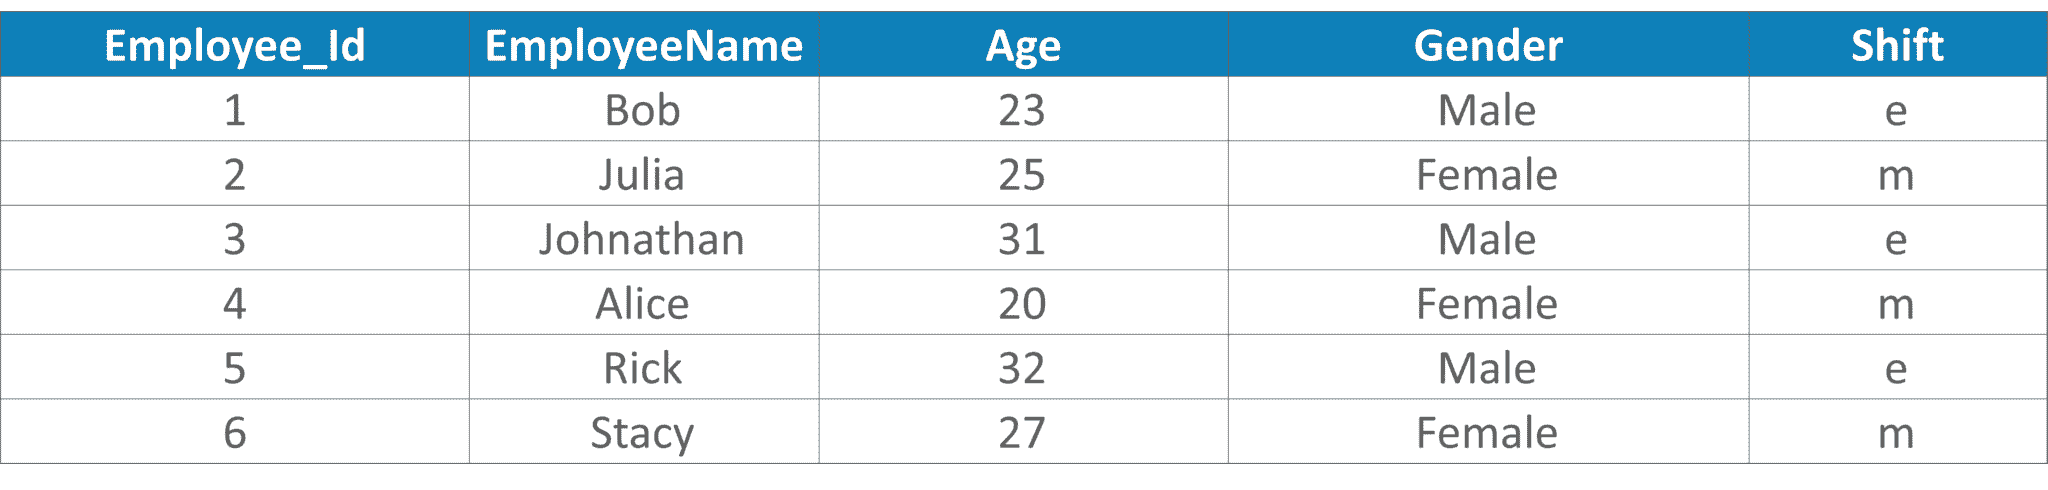 Employee_Id EmployeeName Age Gender Shift
1 Bob 23 Male e
2 Julia 25 Female m
3 Johnathan 31 Male e
4 Alice 20 Female m
5 Rick 32 Male e
6 Stacy 27 Female m